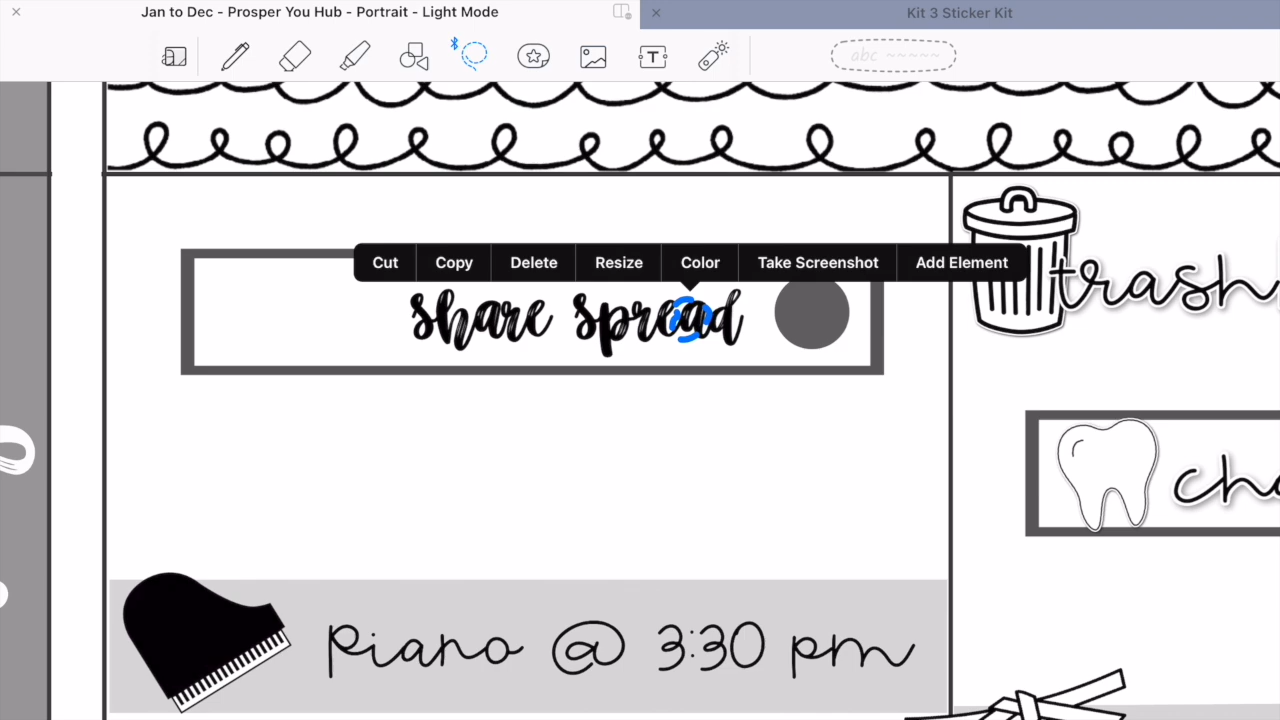 Jan to Dec - Prosper You Hub - Portrait - Light Mode
Kit 3 Sticker Kit
abc
Cut Copy Delete Resize Color Take Screenshot Add Element
share spread
trash
piano @ 3:30 pm